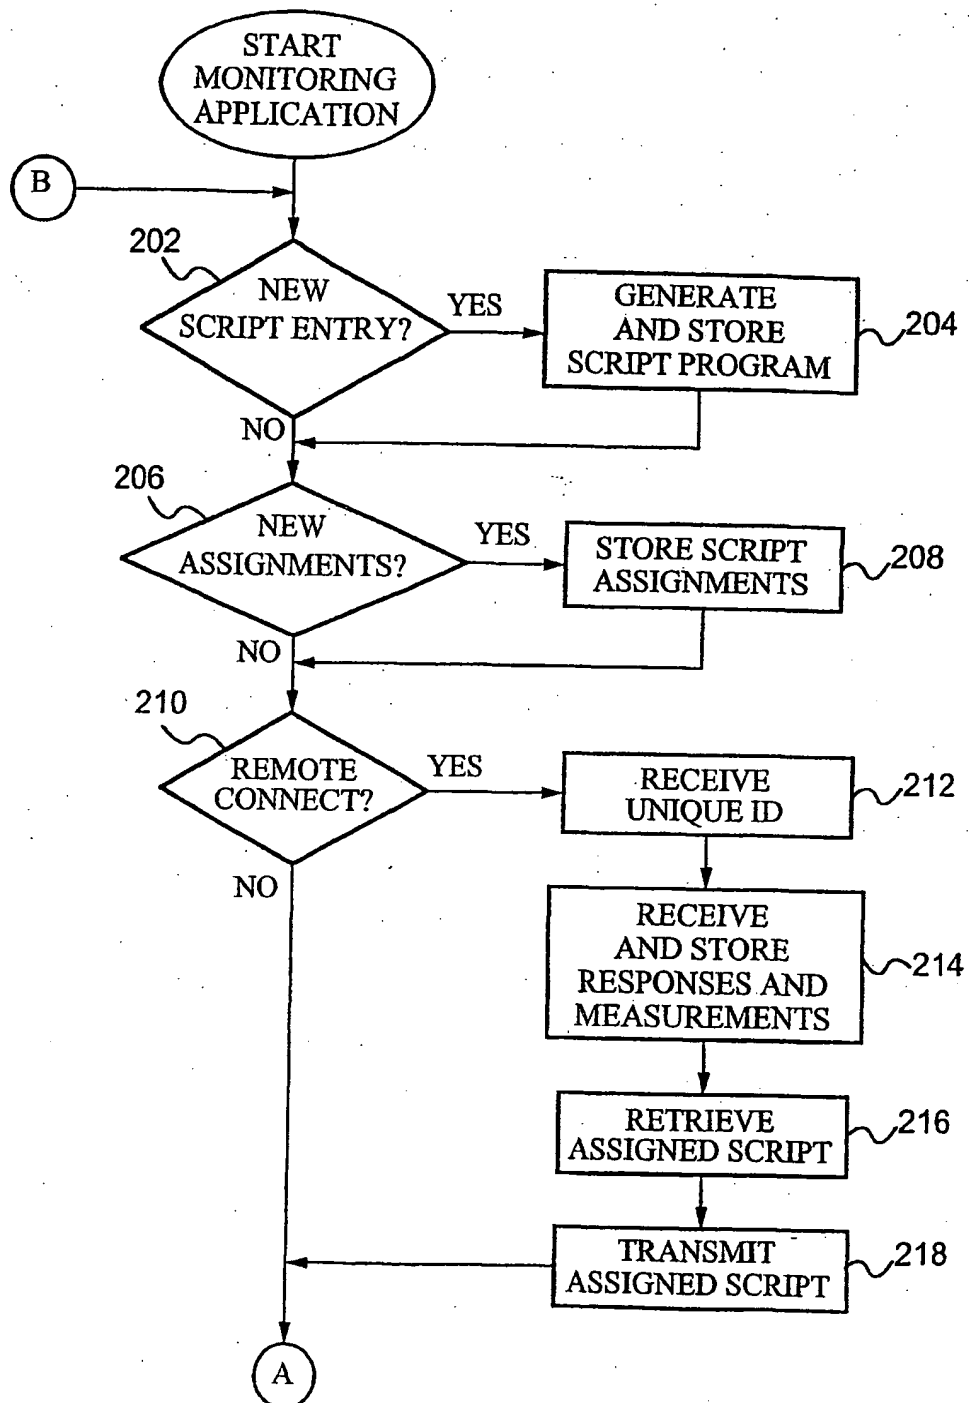 START
MONITORING
APPLICATION
B
202
NEW
SCRIPT ENTRY?
YES
GENERATE
AND STORE
SCRIPT PROGRAM
204
NO
206
NEW
ASSIGNMENTS?
YES
STORE SCRIPT
ASSIGNMENTS
208
NO
210
REMOTE
CONNECT?
YES
RECEIVE
UNIQUE ID
212
NO
RECEIVE
AND STORE
RESPONSES AND
MEASUREMENTS
214
RETRIEVE
ASSIGNED SCRIPT
216
TRANSMIT
ASSIGNED SCRIPT
218
A